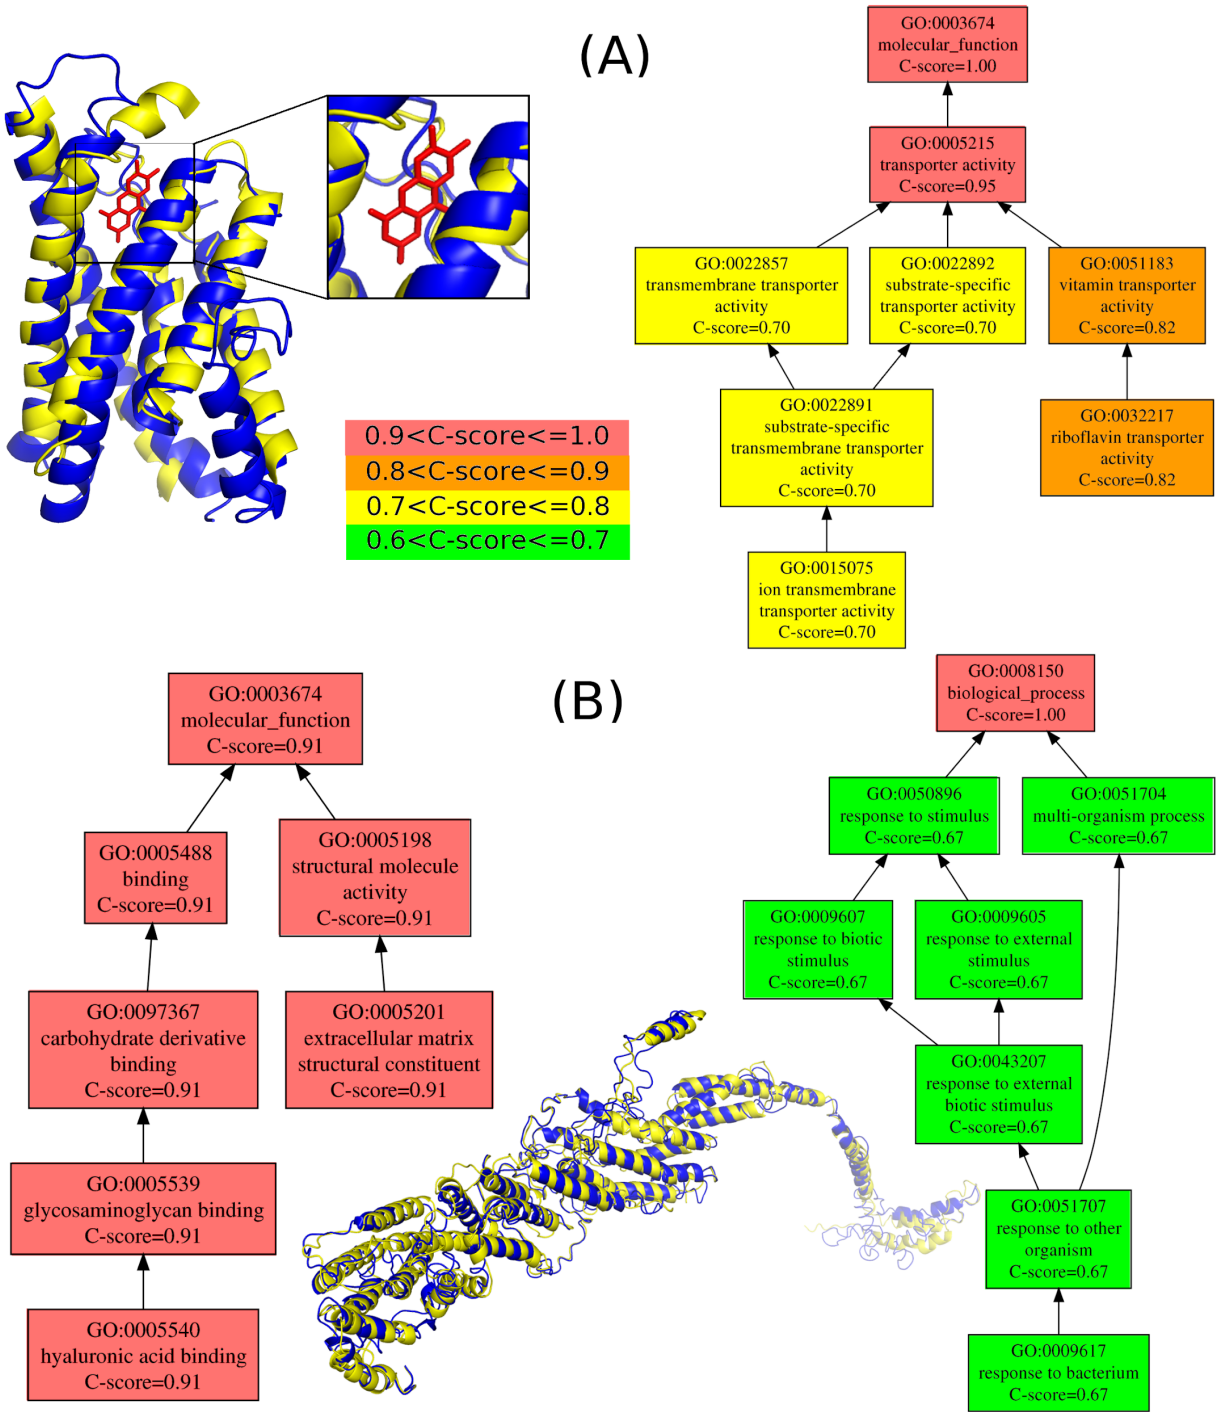 (A)
GO:0003674
molecular_function
C-score=1.00
GO:0005215
transporter activity
C-score=0.95
GO:0022857
transmembrane transporter
activity
C-score=0.70
GO:0022892
substrate-specific
transporter activity
C-score=0.70
GO:0051183
vitamin transporter
activity
C-score=0.82
GO:0022891
substrate-specific
transmembrane transporter
activity
C-score=0.70
GO:0032217
riboflavin transporter
activity
C-score=0.82
GO:0015075
ion transmembrane
transporter activity
C-score=0.70
0.9<C-score<=1.0
0.8<C-score<=0.9
0.7<C-score<=0.8
0.6<C-score<=0.7
(B)
GO:0003674
molecular_function
C-score=0.91
GO:0005488
binding
C-score=0.91
GO:0005198
structural molecule
activity
C-score=0.91
GO:0097367
carbohydrate derivative
binding
C-score=0.91
GO:0005201
extracellular matrix
structural constituent
C-score=0.91
GO:0005539
glycosaminoglycan binding
C-score=0.91
GO:0005540
hyaluronic acid binding
C-score=0.91
GO:0008150
biological_process
C-score=1.00
GO:0050896
response to stimulus
C-score=0.67
GO:0051704
multi-organism process
C-score=0.67
GO:0009607
response to biotic
stimulus
C-score=0.67
GO:0009605
response to external
stimulus
C-score=0.67
GO:0043207
response to external
biotic stimulus
C-score=0.67
GO:0051707
response to other
organism
C-score=0.67
GO:0009617
response to bacterium
C-score=0.67